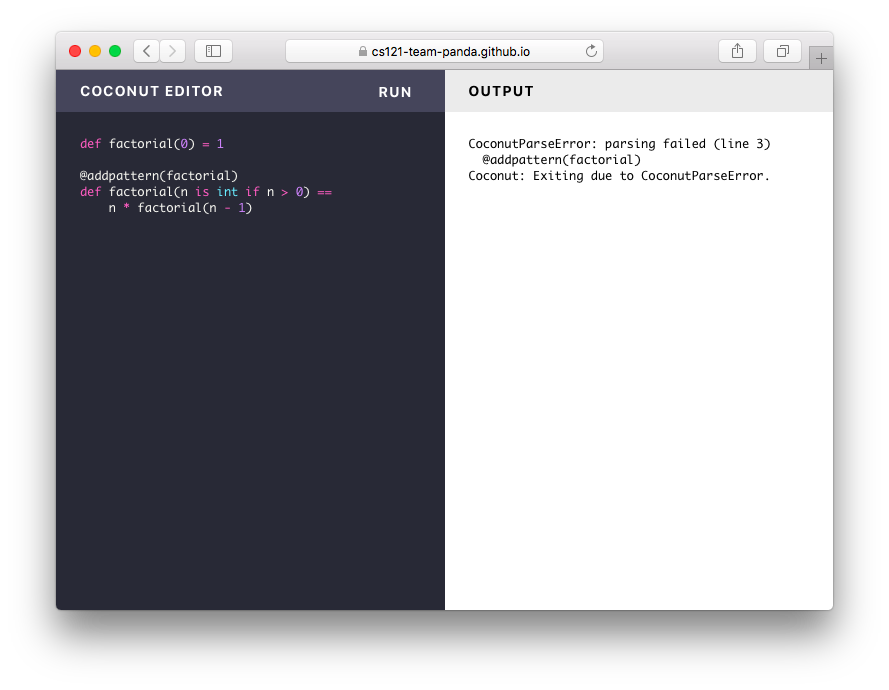 cs121-team-panda.github.io
COCONUT EDITOR
RUN
def factorial(0) = 1
@addpattern(factorial)
def factorial(n is int if n > 0) ==
    n * factorial(n - 1)
OUTPUT
CoconutParseError: parsing failed (line 3)
  @addpattern(factorial)
Coconut: Exiting due to CoconutParseError.